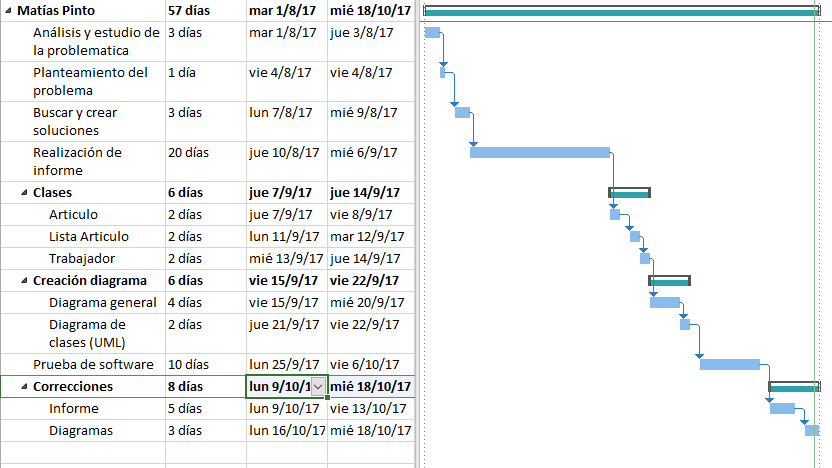 Matías Pinto 57 días mar 1/8/17 mié 18/10/17
Análisis y estudio de 3 días mar 1/8/17 jue 3/8/17
la problematica
Planteamiento del 1 día vie 4/8/17 vie 4/8/17
problema
Buscar y crear 3 días lun 7/8/17 mié 9/8/17
soluciones
Realización de 20 días jue 10/8/17 mié 6/9/17
informe
Clases 6 días jue 7/9/17 jue 14/9/17
Articulo 2 días jue 7/9/17 vie 8/9/17
Lista Articulo 2 días lun 11/9/17 mar 12/9/17
Trabajador 2 días mié 13/9/17 jue 14/9/17
Creación diagrama 6 días vie 15/9/17 vie 22/9/17
Diagrama general 4 días vie 15/9/17 mié 20/9/17
Diagrama de 2 días jue 21/9/17 vie 22/9/17
clases (UML)
Prueba de software 10 días lun 25/9/17 vie 6/10/17
Correcciones 8 días lun 9/10/1 mié 18/10/17
Informe 5 días lun 9/10/17 vie 13/10/17
Diagramas 3 días lun 16/10/17 mié 18/10/17